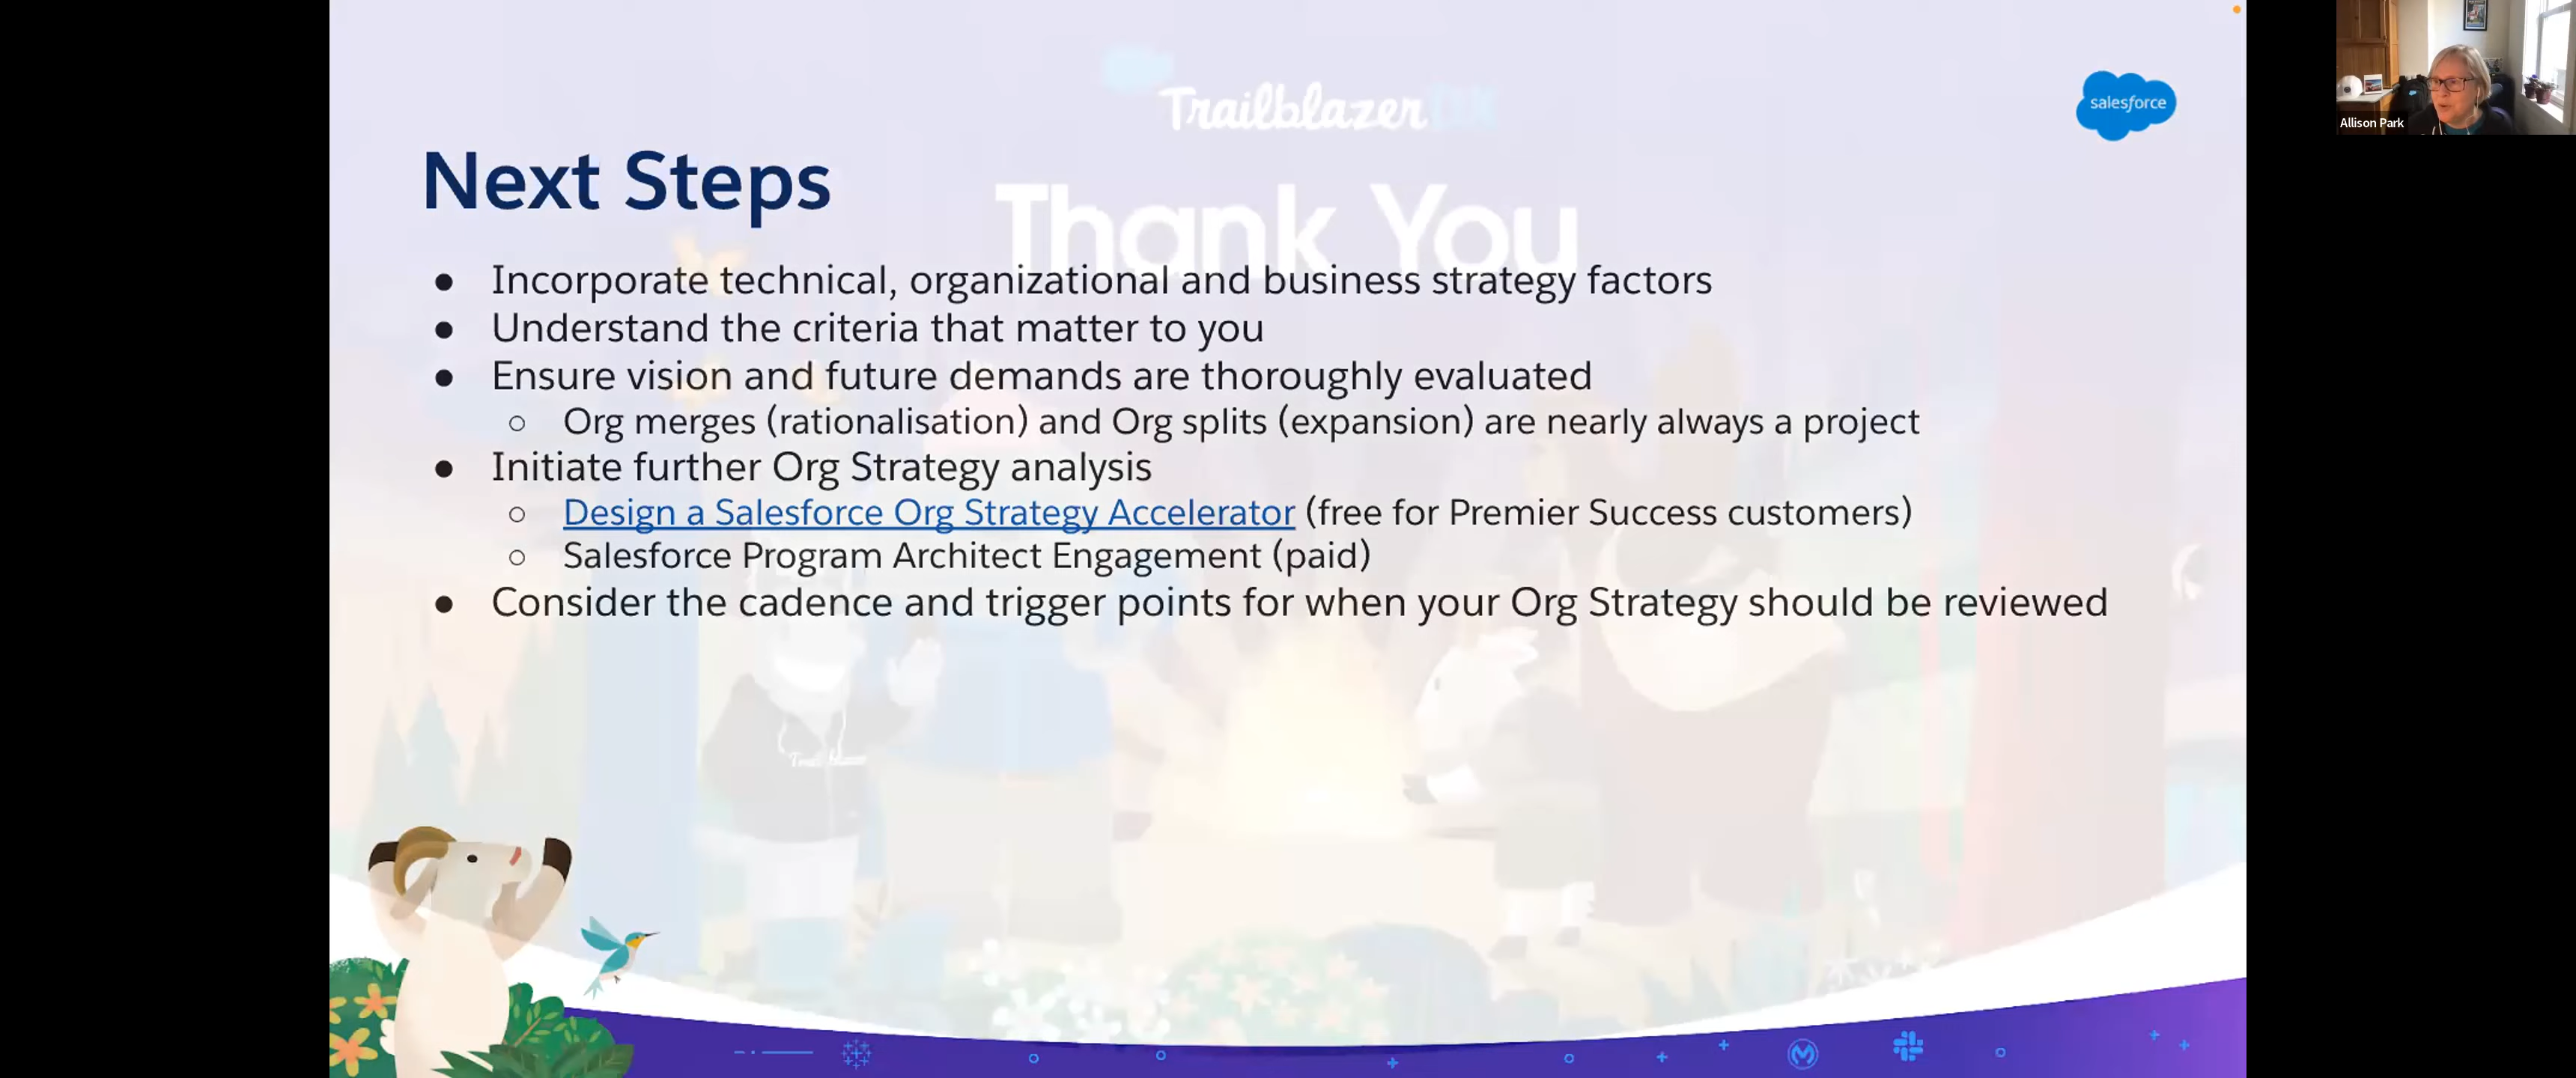 TrailblazerDX
salesforce
Allison Park
Next Steps
Thank You
● Incorporate technical, organizational and business strategy factors
● Understand the criteria that matter to you
● Ensure vision and future demands are thoroughly evaluated
○ Org merges (rationalisation) and Org splits (expansion) are nearly always a project
● Initiate further Org Strategy analysis
○ Design a Salesforce Org Strategy Accelerator (free for Premier Success customers)
○ Salesforce Program Architect Engagement (paid)
● Consider the cadence and trigger points for when your Org Strategy should be reviewed